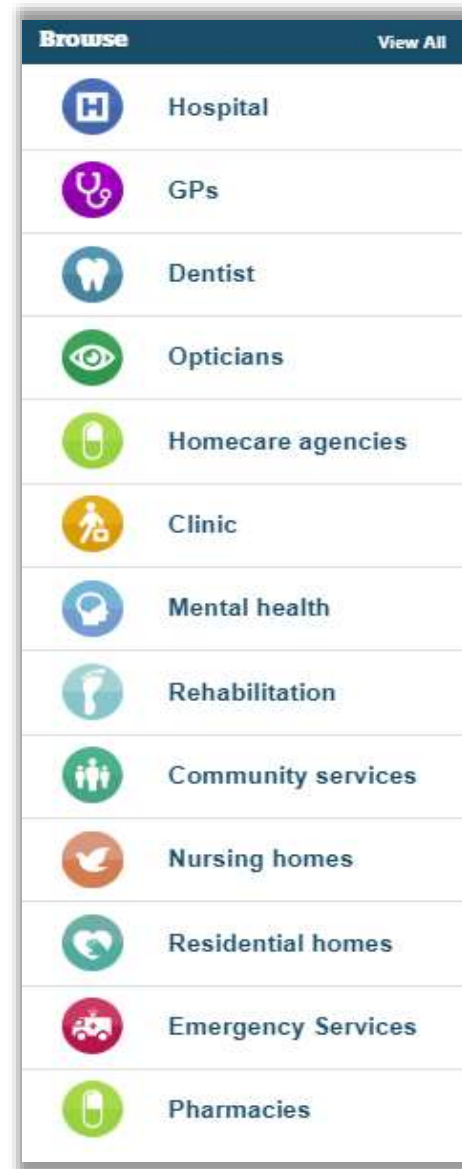 Browse View All
H
Hospital
GPs
Dentist
Opticians
Homecare agencies
Clinic
Mental health
Rehabilitation
Community services
Nursing homes
Residential homes
Emergency Services
Pharmacies